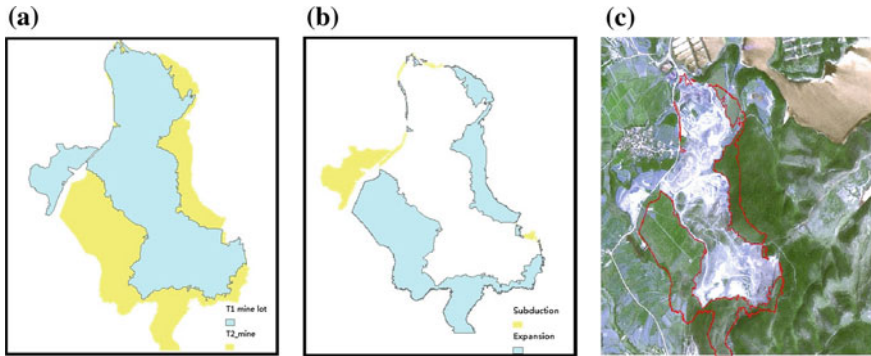 (a)
(b)
(c)
T1 mine lot
T2_mine
Subduction
Expansion